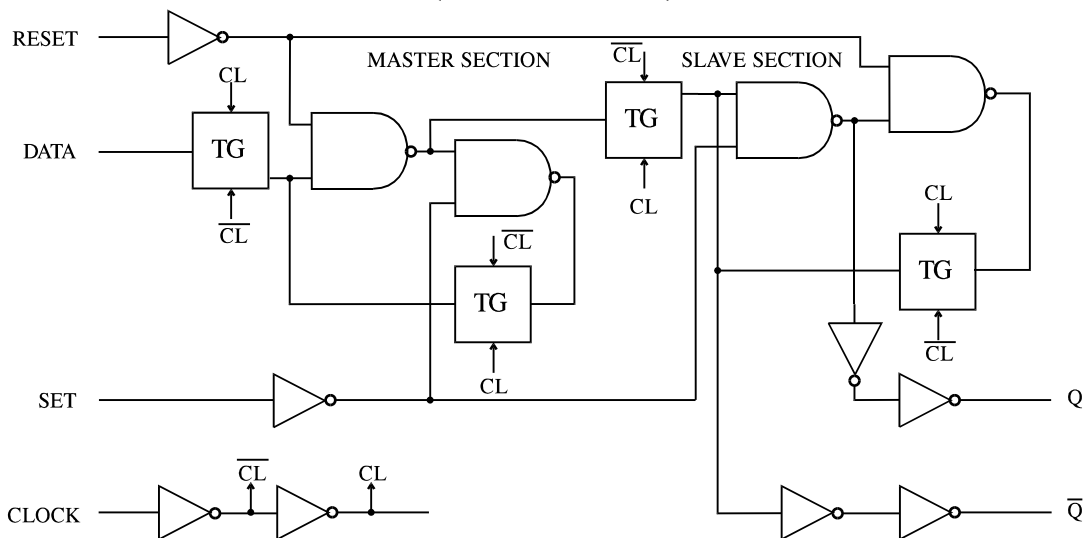 RESET
MASTER SECTION
CL̅
SLAVE SECTION
CL
TG
TG
DATA
CL
CL
CL̅
CL̅
TG
TG
CL
CL̅
SET
Q
CL̅
CL
CLOCK
Q̅